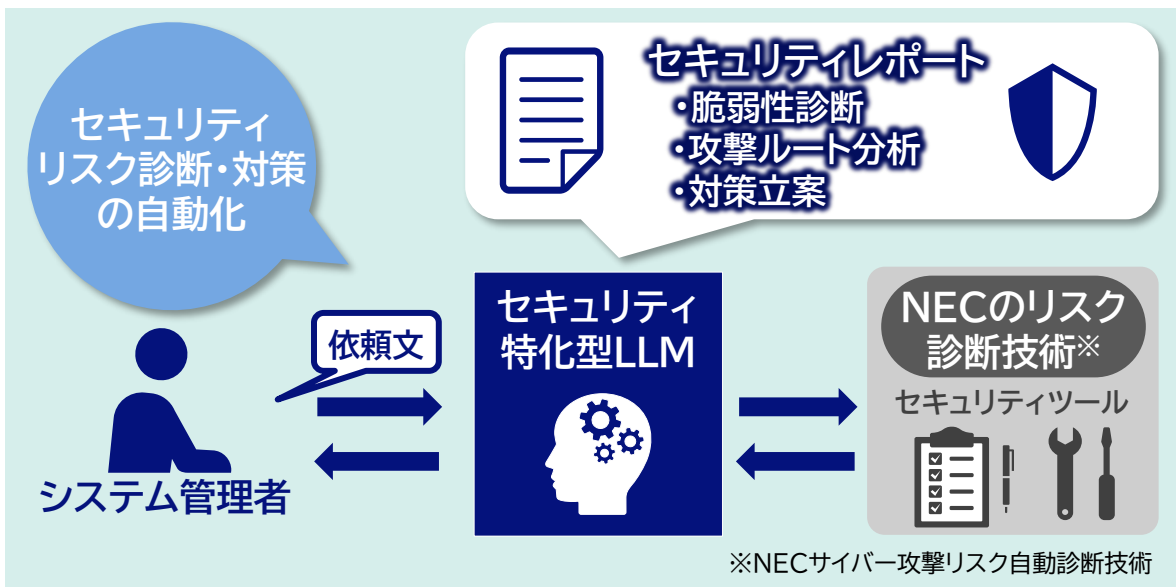 セキュリティ
リスク診断・対策
の自動化
セキュリティレポート
・脆弱性診断
・攻撃ルート分析
・対策立案
依頼文
システム管理者
セキュリティ
特化型LLM
NECのリスク
診断技術※
セキュリティツール
※NECサイバー攻撃リスク自動診断技術